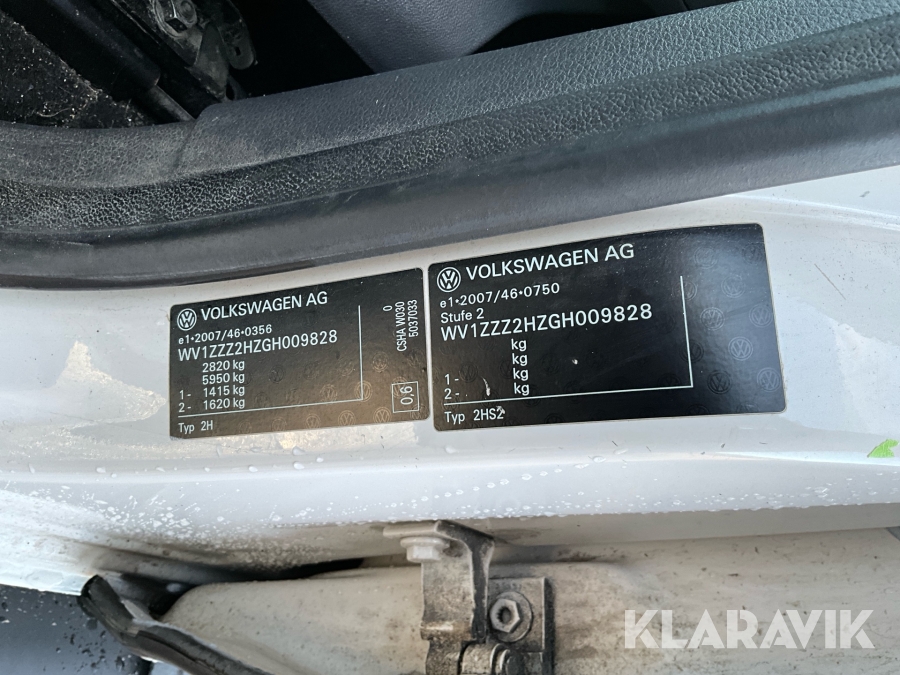 VOLKSWAGEN AG
e1*2007/46*0356
WV1ZZZ2HZGH009828
2820 kg
5950 kg
1- 1415 kg
2- 1620 kg
Typ 2H
0
CSHA W030
5037033
0,6
VOLKSWAGEN AG
e1*2007/46*0750
Stufe 2
WV1ZZZ2HZGH009828
kg
kg
1- kg
2- kg
Typ 2HS2
KLARAVIK